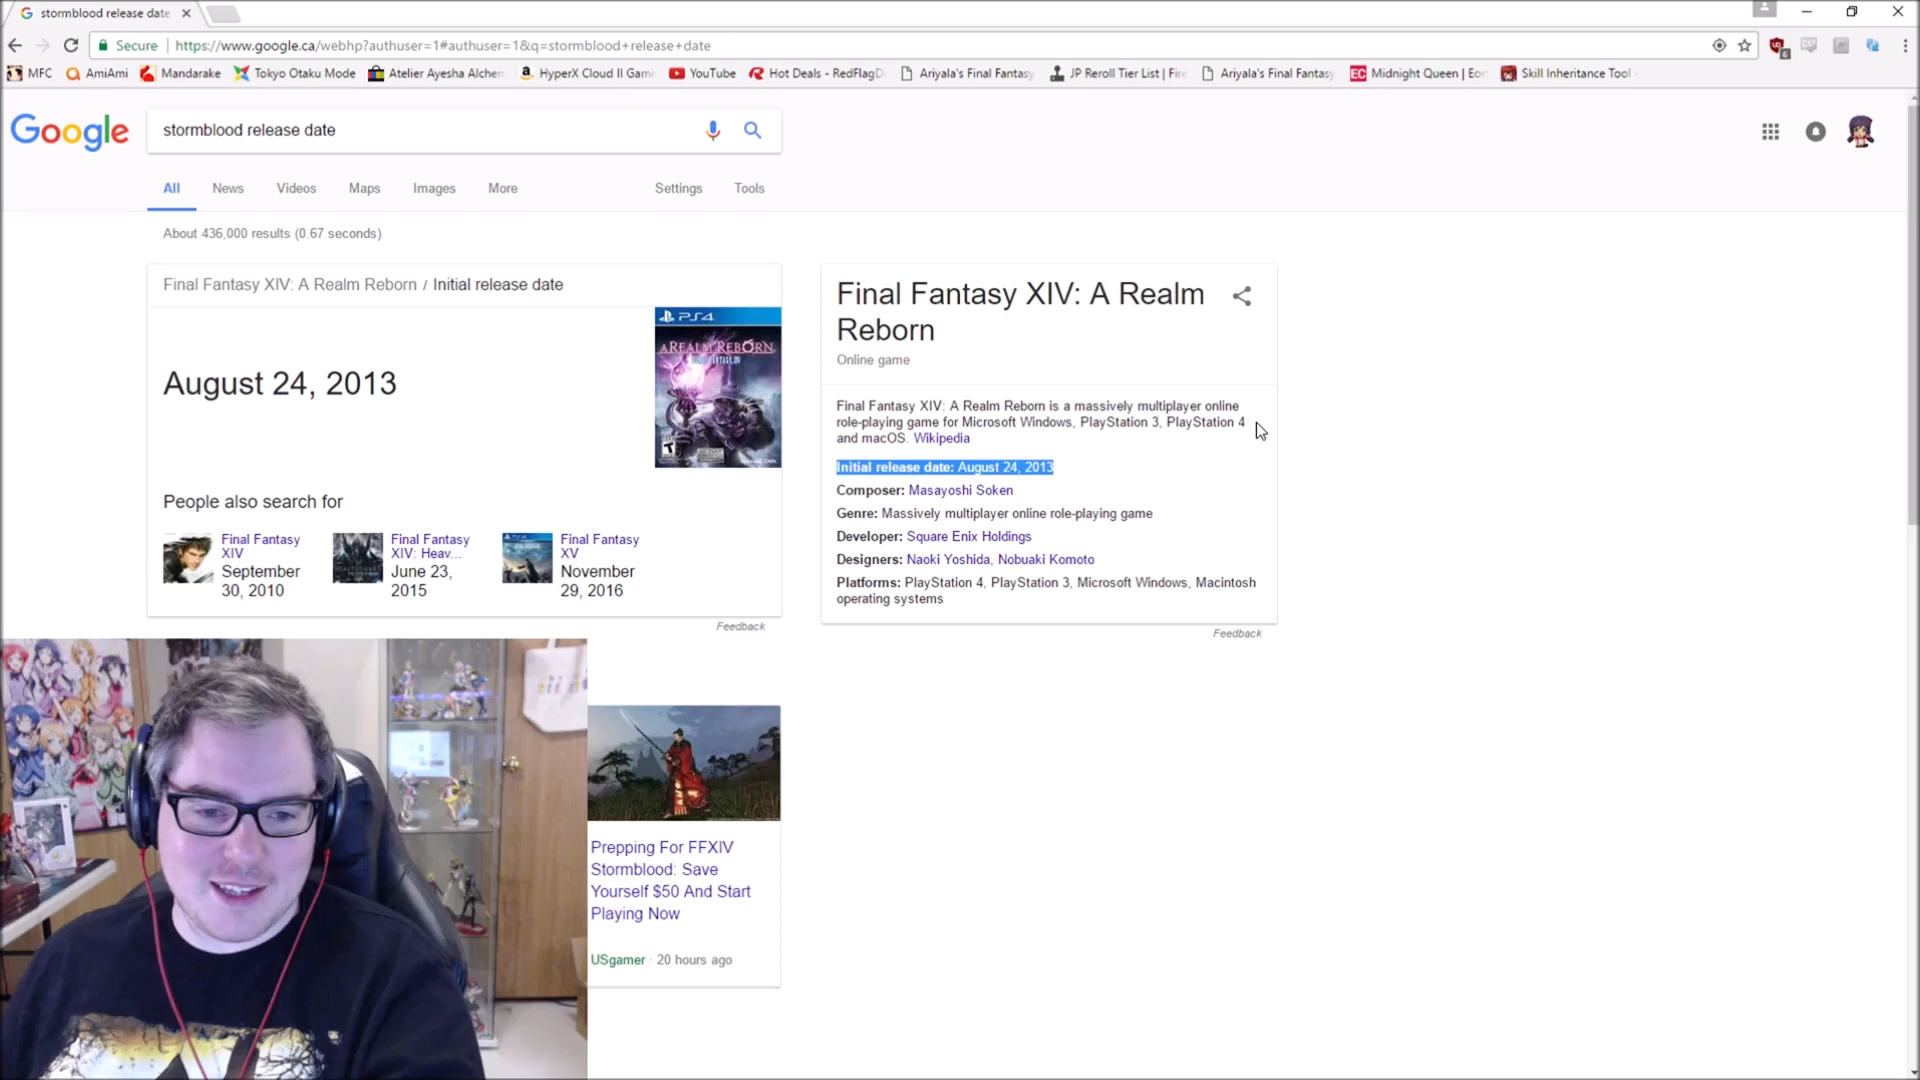 stormblood release date
Secure https://www.google.ca/webhp?authuser=1#authuser=1&q=stormblood+release+date
MFC AmiAmi Mandarake Tokyo Otaku Mode Atelier Ayesha Alchem HyperX Cloud II Gami YouTube Hot Deals - RedFlagD Ariyala's Final Fantasy JP Reroll Tier List | Fire Ariyala's Final Fantasy EC Midnight Queen | Eor Skill Inheritance Tool -
Google stormblood release date
All News Videos Maps Images More Settings Tools
About 436,000 results (0.67 seconds)
Final Fantasy XIV: A Realm Reborn / Initial release date
August 24, 2013
PS4
A REALM REBORN
People also search for
Final Fantasy
XIV
September
30, 2010
Final Fantasy
XIV: Heav...
June 23,
2015
Final Fantasy
XV
November
29, 2016
Feedback
Final Fantasy XIV: A Realm
Reborn
Online game
Final Fantasy XIV: A Realm Reborn is a massively multiplayer online
role-playing game for Microsoft Windows, PlayStation 3, PlayStation 4
and macOS. Wikipedia
Initial release date: August 24, 2013
Composer: Masayoshi Soken
Genre: Massively multiplayer online role-playing game
Developer: Square Enix Holdings
Designers: Naoki Yoshida, Nobuaki Komoto
Platforms: PlayStation 4, PlayStation 3, Microsoft Windows, Macintosh
operating systems
Feedback
Prepping For FFXIV
Stormblood: Save
Yourself $50 And Start
Playing Now
USgamer · 20 hours ago